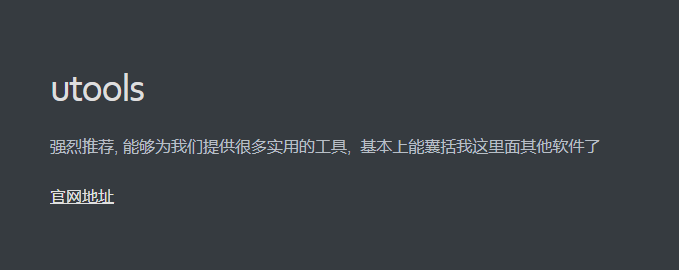 utools
强烈推荐, 能够为我们提供很多实用的工具，基本上能囊括我这里面其他软件了
官网地址